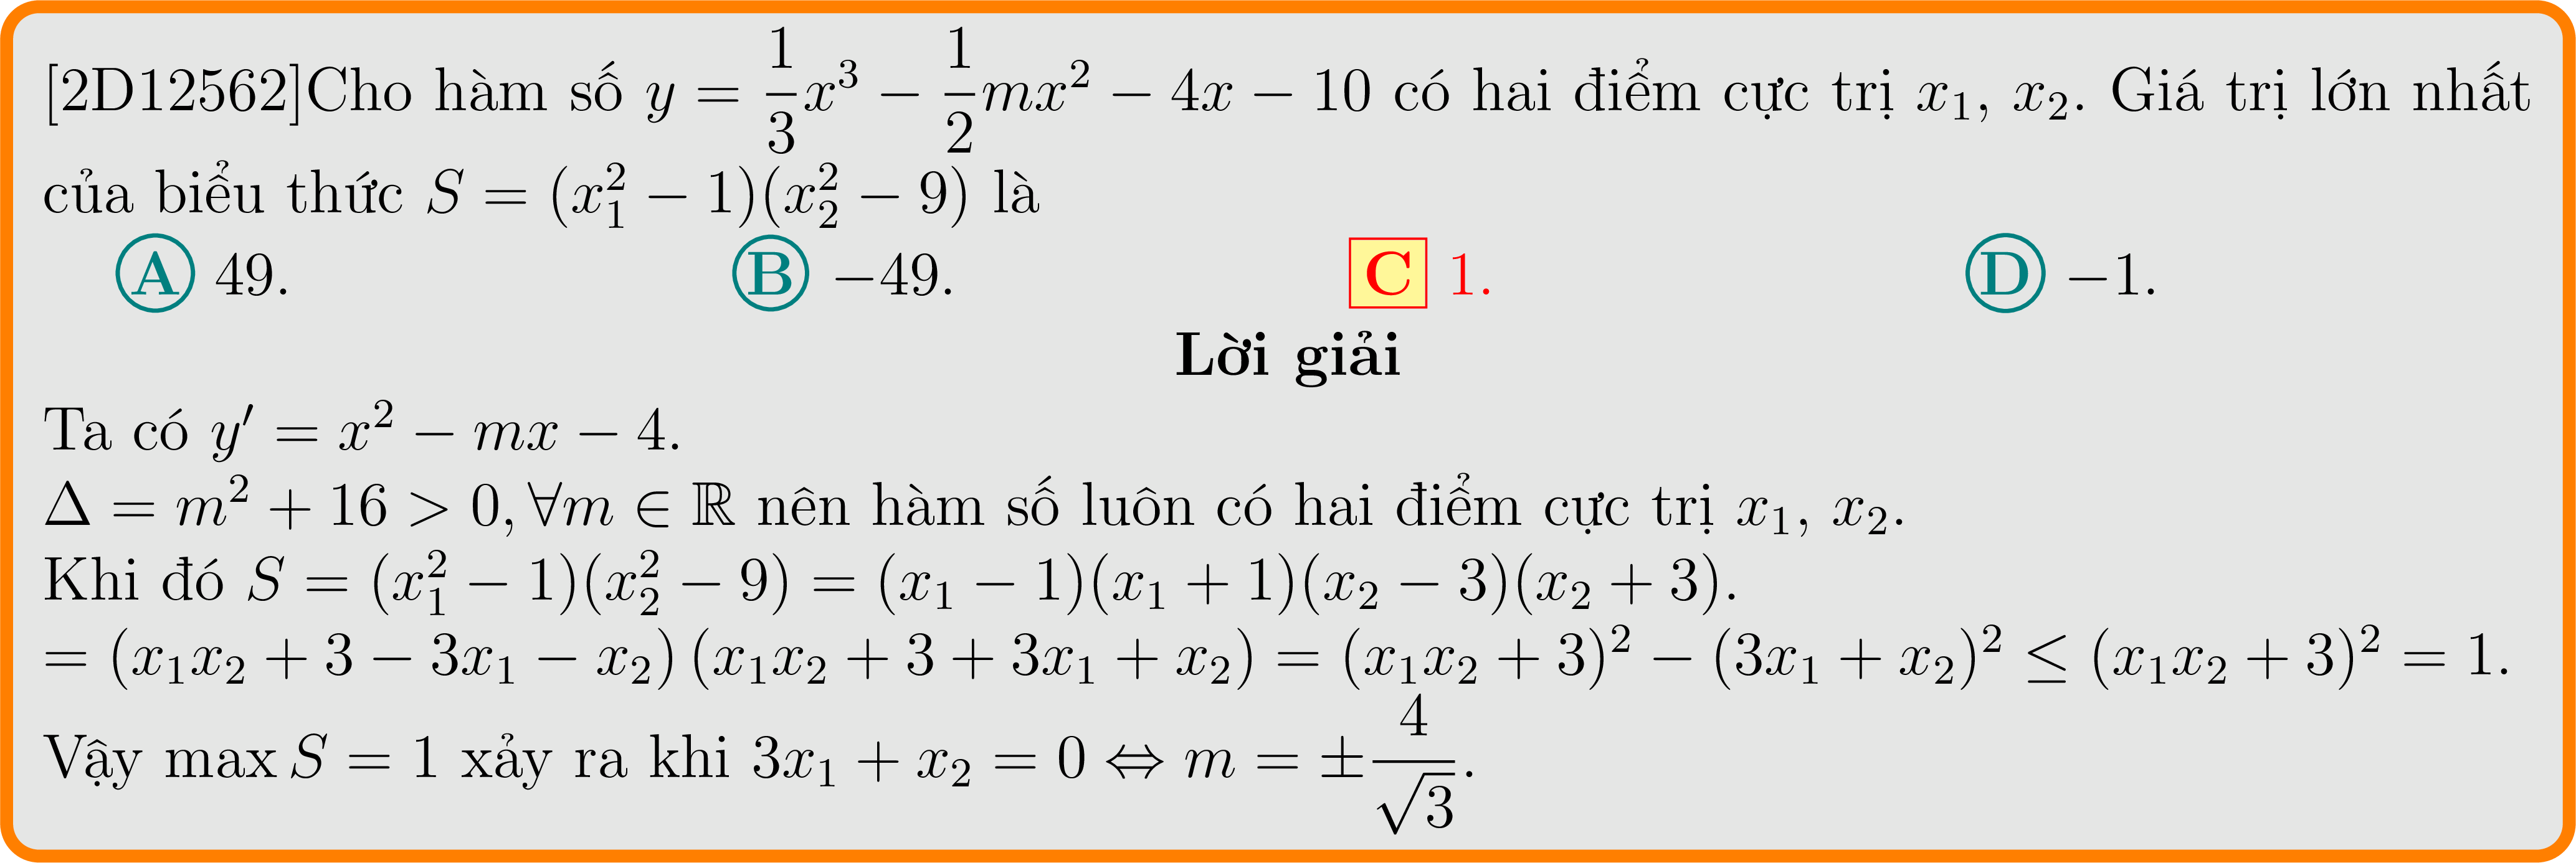 [2D12562]Cho hàm số $y = \dfrac{1}{3}x^3 - \dfrac{1}{2}mx^2 - 4x - 10$ có hai điểm cực trị $x_1$, $x_2$. Giá trị lớn nhất
của biểu thức $S = (x_1^2 - 1)(x_2^2 - 9)$ là
A 49. B −49. C 1. D −1.
Lời giải
Ta có $y' = x^2 - mx - 4$.
$\Delta = m^2 + 16 > 0, \forall m \in \mathbb{R}$ nên hàm số luôn có hai điểm cực trị $x_1$, $x_2$.
Khi đó $S = (x_1^2 - 1)(x_2^2 - 9) = (x_1 - 1)(x_1 + 1)(x_2 - 3)(x_2 + 3)$.
$= (x_1x_2 + 3 - 3x_1 - x_2)(x_1x_2 + 3 + 3x_1 + x_2) = (x_1x_2 + 3)^2 - (3x_1 + x_2)^2 \leq (x_1x_2 + 3)^2 = 1$.
Vậy $\max S = 1$ xảy ra khi $3x_1 + x_2 = 0 \Leftrightarrow m = \pm\dfrac{4}{\sqrt{3}}$.